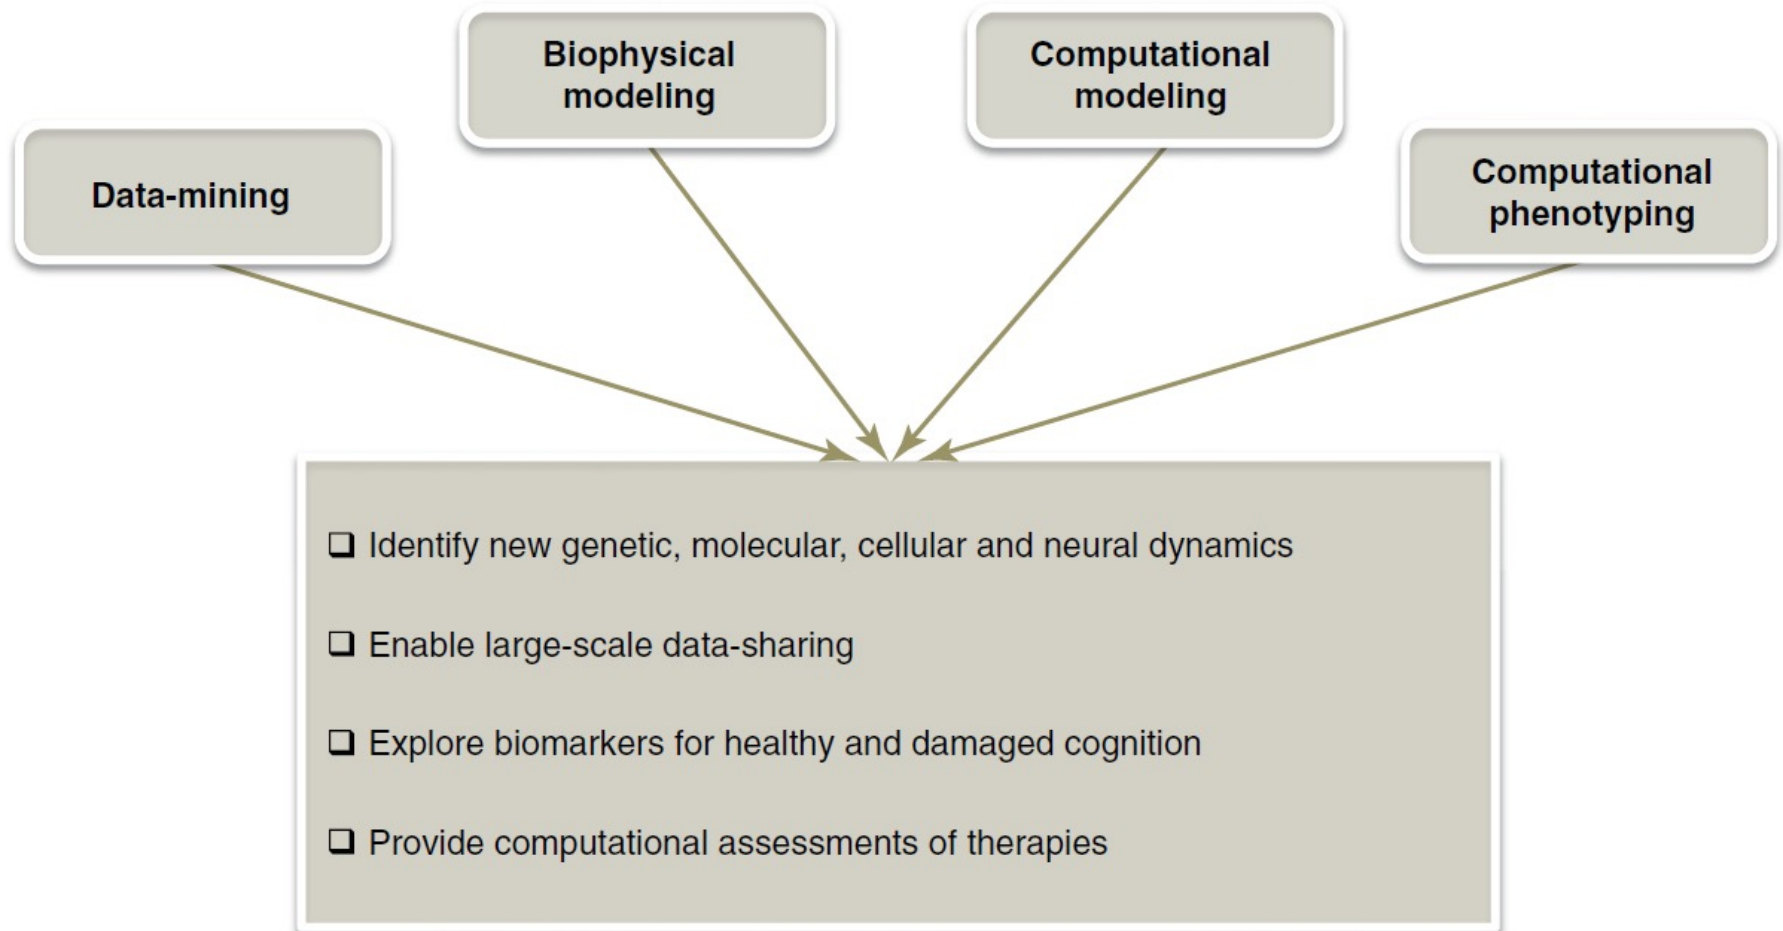 Data-mining
Biophysical
modeling
Computational
modeling
Computational
phenotyping
❑ Identify new genetic, molecular, cellular and neural dynamics
❑ Enable large-scale data-sharing
❑ Explore biomarkers for healthy and damaged cognition
❑ Provide computational assessments of therapies